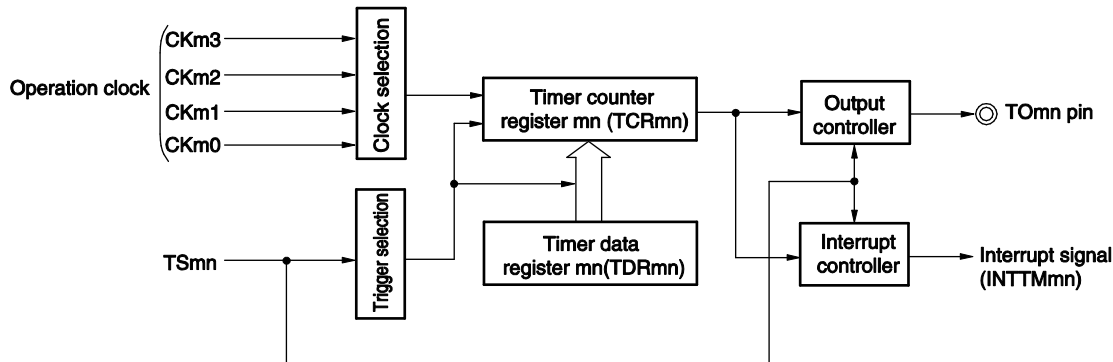 Operation clock
CKm3
CKm2
CKm1
CKm0
Clock selection
Timer counter
register mn (TCRmn)
Output
controller
TOmn pin
TSmn
Trigger selection
Timer data
register mn(TDRmn)
Interrupt
controller
Interrupt signal
(INTTMmn)